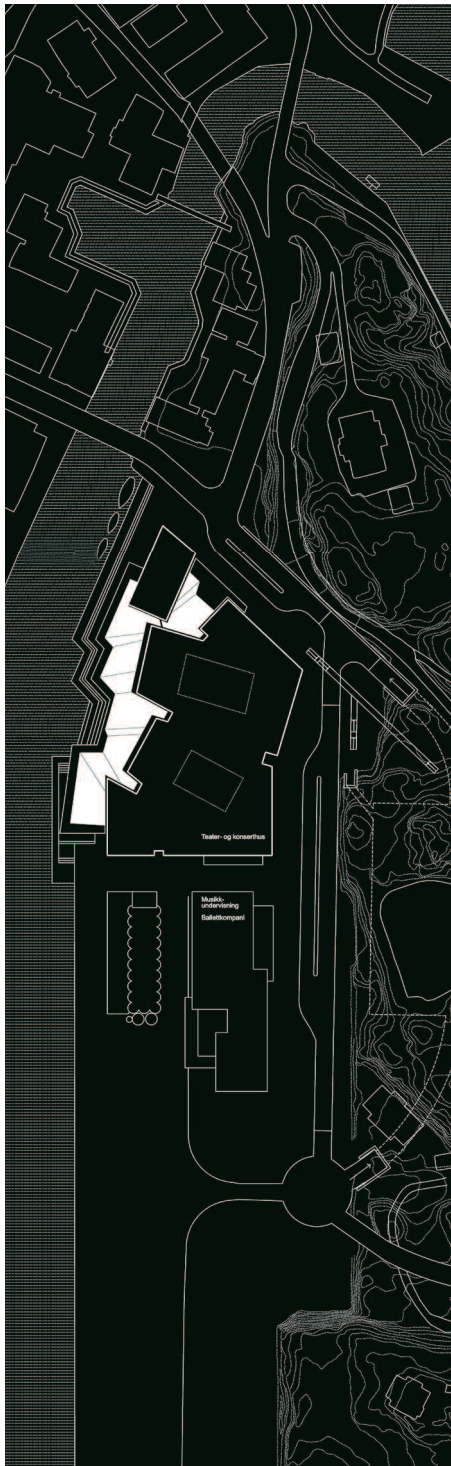 Teater- og konserthus
Musikk-
undervisning
Ballettkompani